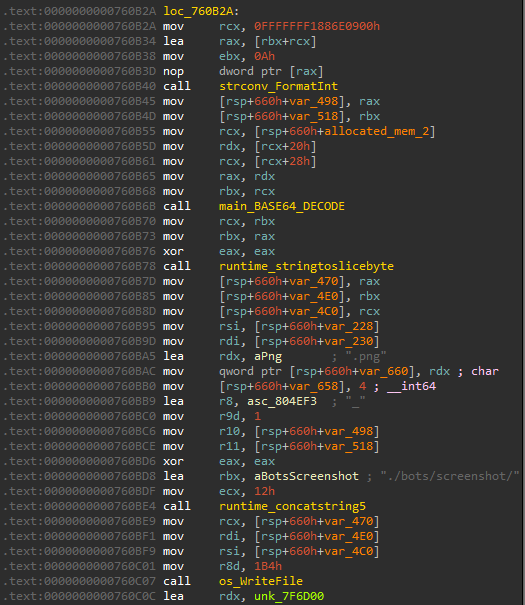 .text:0000000000760B2A loc_760B2A:
.text:0000000000760B2A mov rcx, 0FFFFFFF1886E0900h
.text:0000000000760B34 lea rax, [rbx+rcx]
.text:0000000000760B38 mov ebx, 0Ah
.text:0000000000760B3D nop dword ptr [rax]
.text:0000000000760B40 call strconv_FormatInt
.text:0000000000760B45 mov [rsp+660h+var_498], rax
.text:0000000000760B4D mov [rsp+660h+var_518], rbx
.text:0000000000760B55 mov rcx, [rsp+660h+allocated_mem_2]
.text:0000000000760B5D mov rdx, [rcx+20h]
.text:0000000000760B61 mov rcx, [rcx+28h]
.text:0000000000760B65 mov rax, rdx
.text:0000000000760B68 mov rbx, rcx
.text:0000000000760B6B call main_BASE64_DECODE
.text:0000000000760B70 mov rcx, rbx
.text:0000000000760B73 mov rbx, rax
.text:0000000000760B76 xor eax, eax
.text:0000000000760B78 call runtime_stringtoslicebyte
.text:0000000000760B7D mov [rsp+660h+var_470], rax
.text:0000000000760B85 mov [rsp+660h+var_4E0], rbx
.text:0000000000760B8D mov [rsp+660h+var_4C0], rcx
.text:0000000000760B95 mov rsi, [rsp+660h+var_228]
.text:0000000000760B9D mov rdi, [rsp+660h+var_230]
.text:0000000000760BA5 lea rdx, aPng ; ".png"
.text:0000000000760BAC mov qword ptr [rsp+660h+var_660], rdx ; char
.text:0000000000760BB0 mov [rsp+660h+var_658], 4 ; __int64
.text:0000000000760BB9 lea r8, asc_804EF3 ; "_"
.text:0000000000760BC0 mov r9d, 1
.text:0000000000760BC6 mov r10, [rsp+660h+var_498]
.text:0000000000760BCE mov r11, [rsp+660h+var_518]
.text:0000000000760BD6 xor eax, eax
.text:0000000000760BD8 lea rbx, aBotsScreenshot ; "./bots/screenshot/"
.text:0000000000760BDF mov ecx, 12h
.text:0000000000760BE4 call runtime_concatstring5
.text:0000000000760BE9 mov rcx, [rsp+660h+var_470]
.text:0000000000760BF1 mov rdi, [rsp+660h+var_4E0]
.text:0000000000760BF9 mov rsi, [rsp+660h+var_4C0]
.text:0000000000760C01 mov r8d, 1B4h
.text:0000000000760C07 call os_WriteFile
.text:0000000000760C0C lea rdx, unk_7F6D00